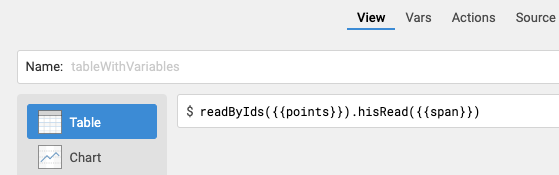 View Vars Actions Source
Name: tableWithVariables
Table
$ readByIds({{points}}).hisRead({{span}})
Chart